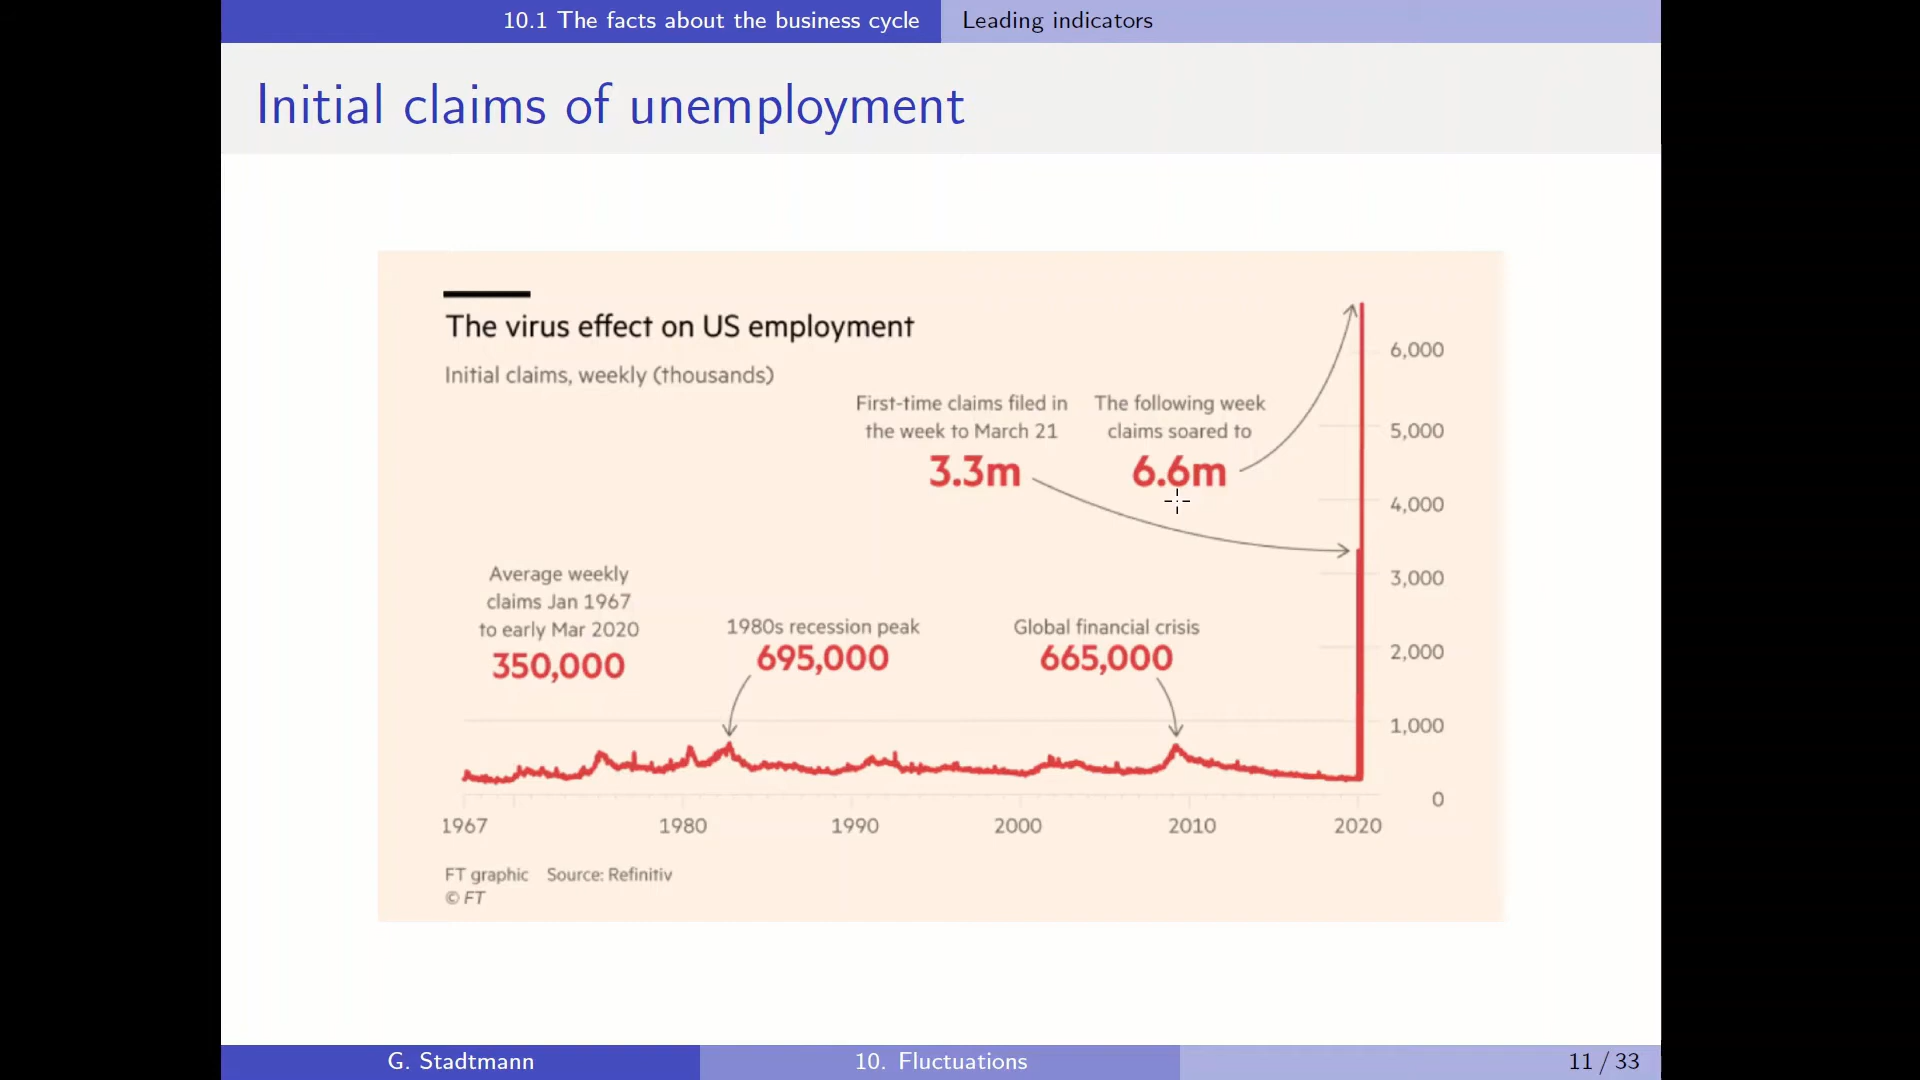 10.1 The facts about the business cycle
Leading indicators
Initial claims of unemployment
The virus effect on US employment
Initial claims, weekly (thousands)
First-time claims filed in
the week to March 21
3.3m
The following week
claims soared to
6.6m
Average weekly
claims Jan 1967
to early Mar 2020
350,000
1980s recession peak
695,000
Global financial crisis
665,000
6,000
5,000
4,000
3,000
2,000
1,000
0
1967
1980
1990
2000
2010
2020
FT graphic Source: Refinitiv
© FT
G. Stadtmann
10. Fluctuations
11 / 33